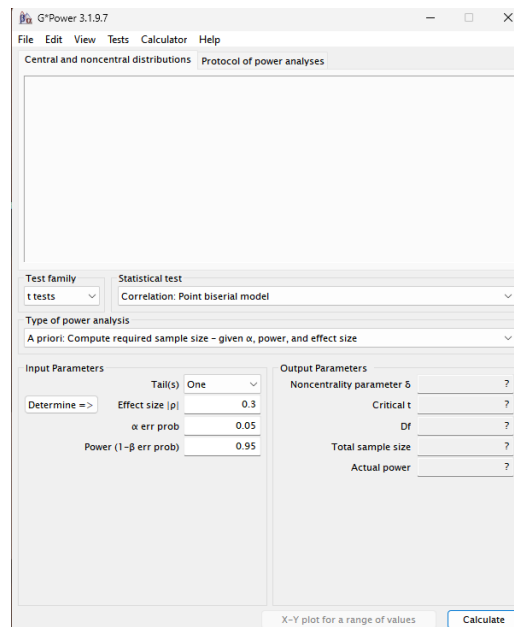 G*Power 3.1.9.7
File Edit View Tests Calculator Help
Central and noncentral distributions Protocol of power analyses
Test family Statistical test
t tests Correlation: Point biserial model
Type of power analysis
A priori: Compute required sample size - given α, power, and effect size
Input Parameters Output Parameters
Tail(s) One Noncentrality parameter δ ?
Determine => Effect size |ρ| 0.3 Critical t ?
α err prob 0.05 Df ?
Power (1-β err prob) 0.95 Total sample size ?
Actual power ?
X-Y plot for a range of values Calculate